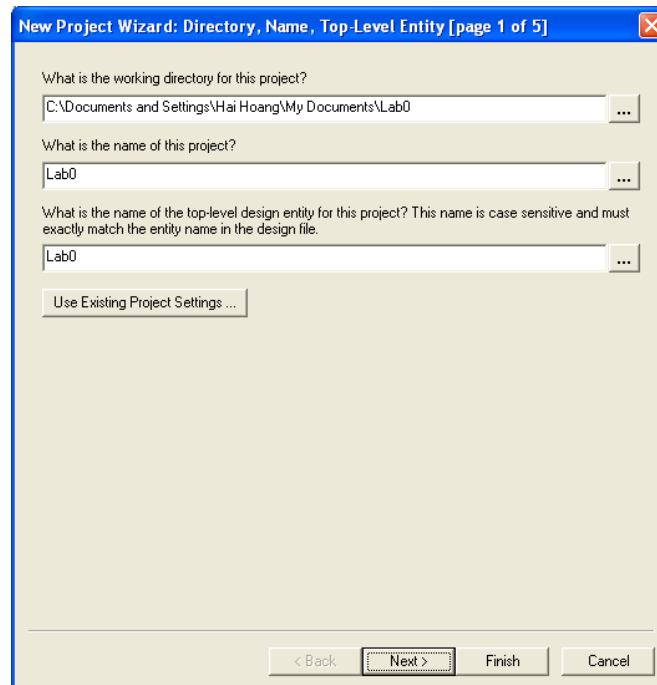 New Project Wizard: Directory, Name, Top-Level Entity [page 1 of 5]
What is the working directory for this project?
C:\Documents and Settings\Hai Hoang\My Documents\Lab0
...
What is the name of this project?
Lab0
...
What is the name of the top-level design entity for this project? This name is case sensitive and must
exactly match the entity name in the design file.
Lab0
...
Use Existing Project Settings ...
< Back
Next >
Finish
Cancel